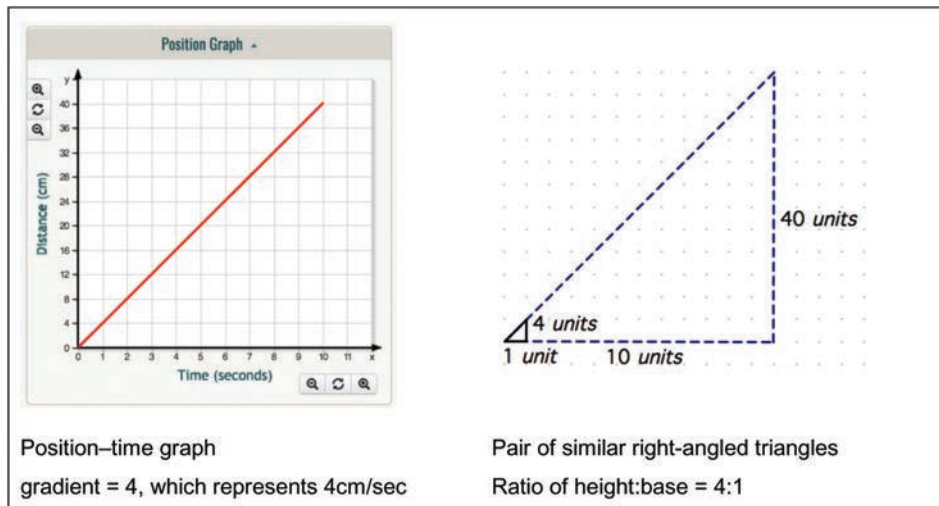 Position Graph
y
40
36
32
28
24
20
16
12
8
4
0
Distance (cm)
0 1 2 3 4 5 6 7 8 9 10 11 x
Time (seconds)
40 units
4 units
1 unit
10 units
Position–time graph
gradient = 4, which represents 4cm/sec
Pair of similar right-angled triangles
Ratio of height:base = 4:1